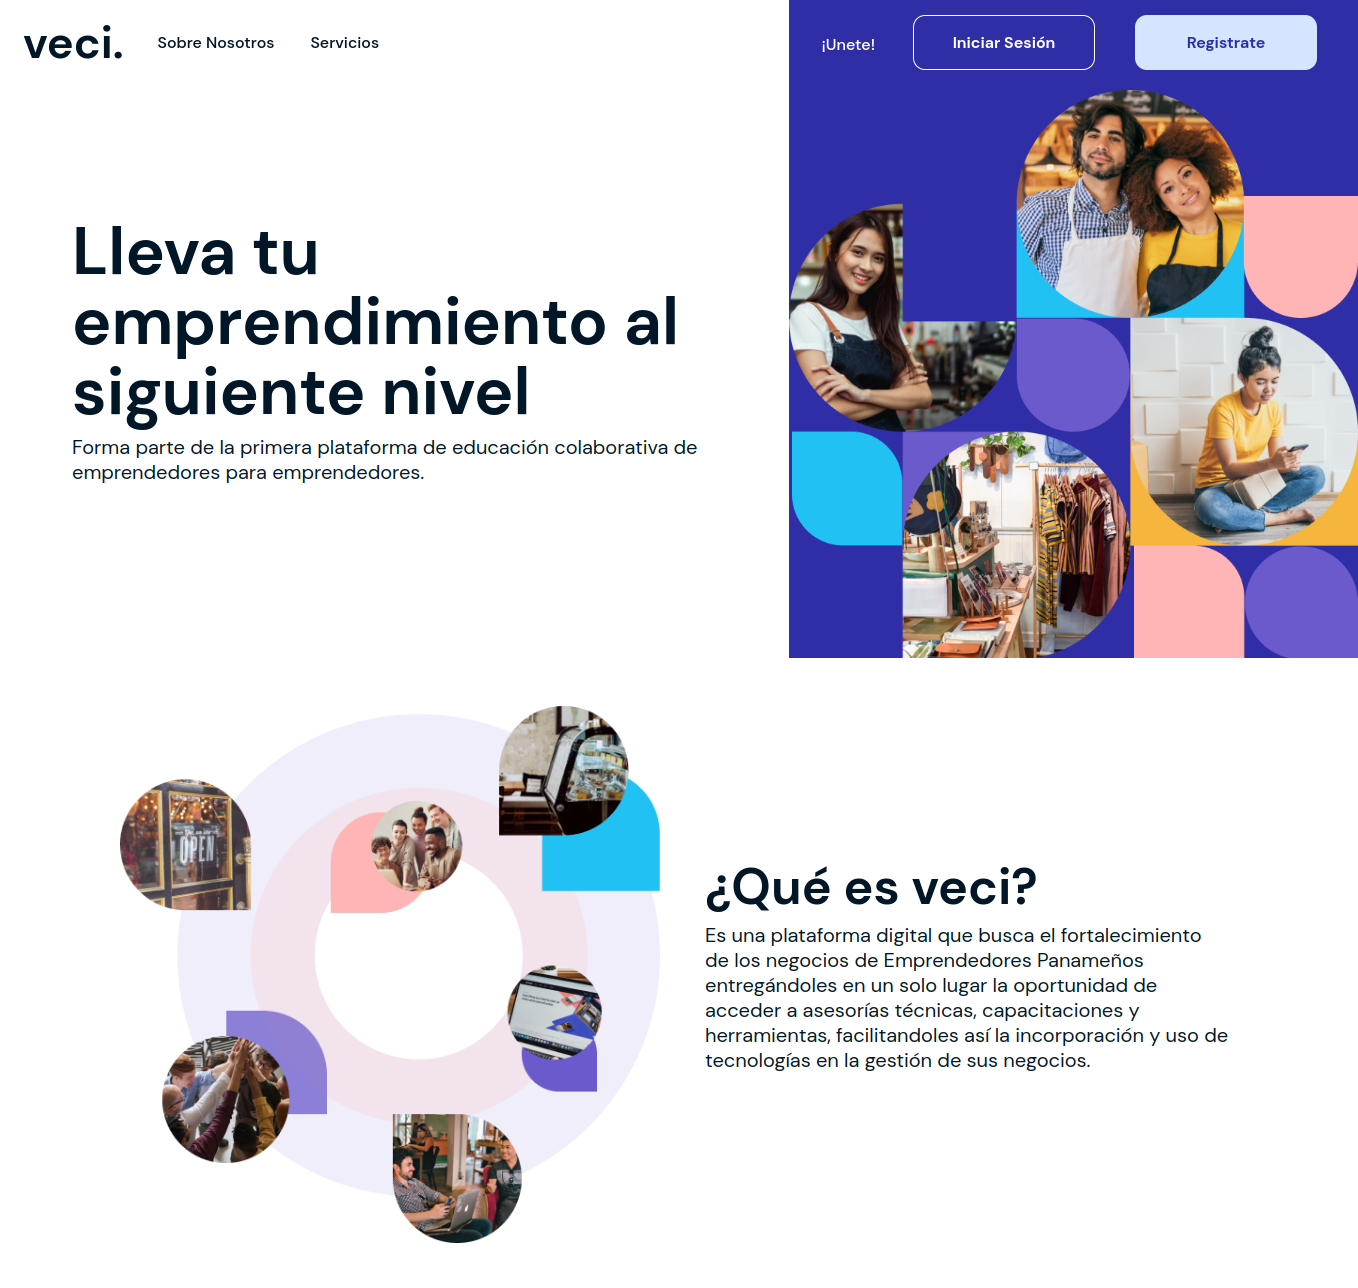 veci.
Sobre Nosotros
Servicios
¡Unete!
Iniciar Sesión
Registrate
Lleva tu
emprendimiento al
siguiente nivel
Forma parte de la primera plataforma de educación colaborativa de
emprendedores para emprendedores.
OPEN
¿Qué es veci?
Es una plataforma digital que busca el fortalecimiento
de los negocios de Emprendedores Panameños
entregándoles en un solo lugar la oportunidad de
acceder a asesorías técnicas, capacitaciones y
herramientas, facilitandoles así la incorporación y uso de
tecnologías en la gestión de sus negocios.